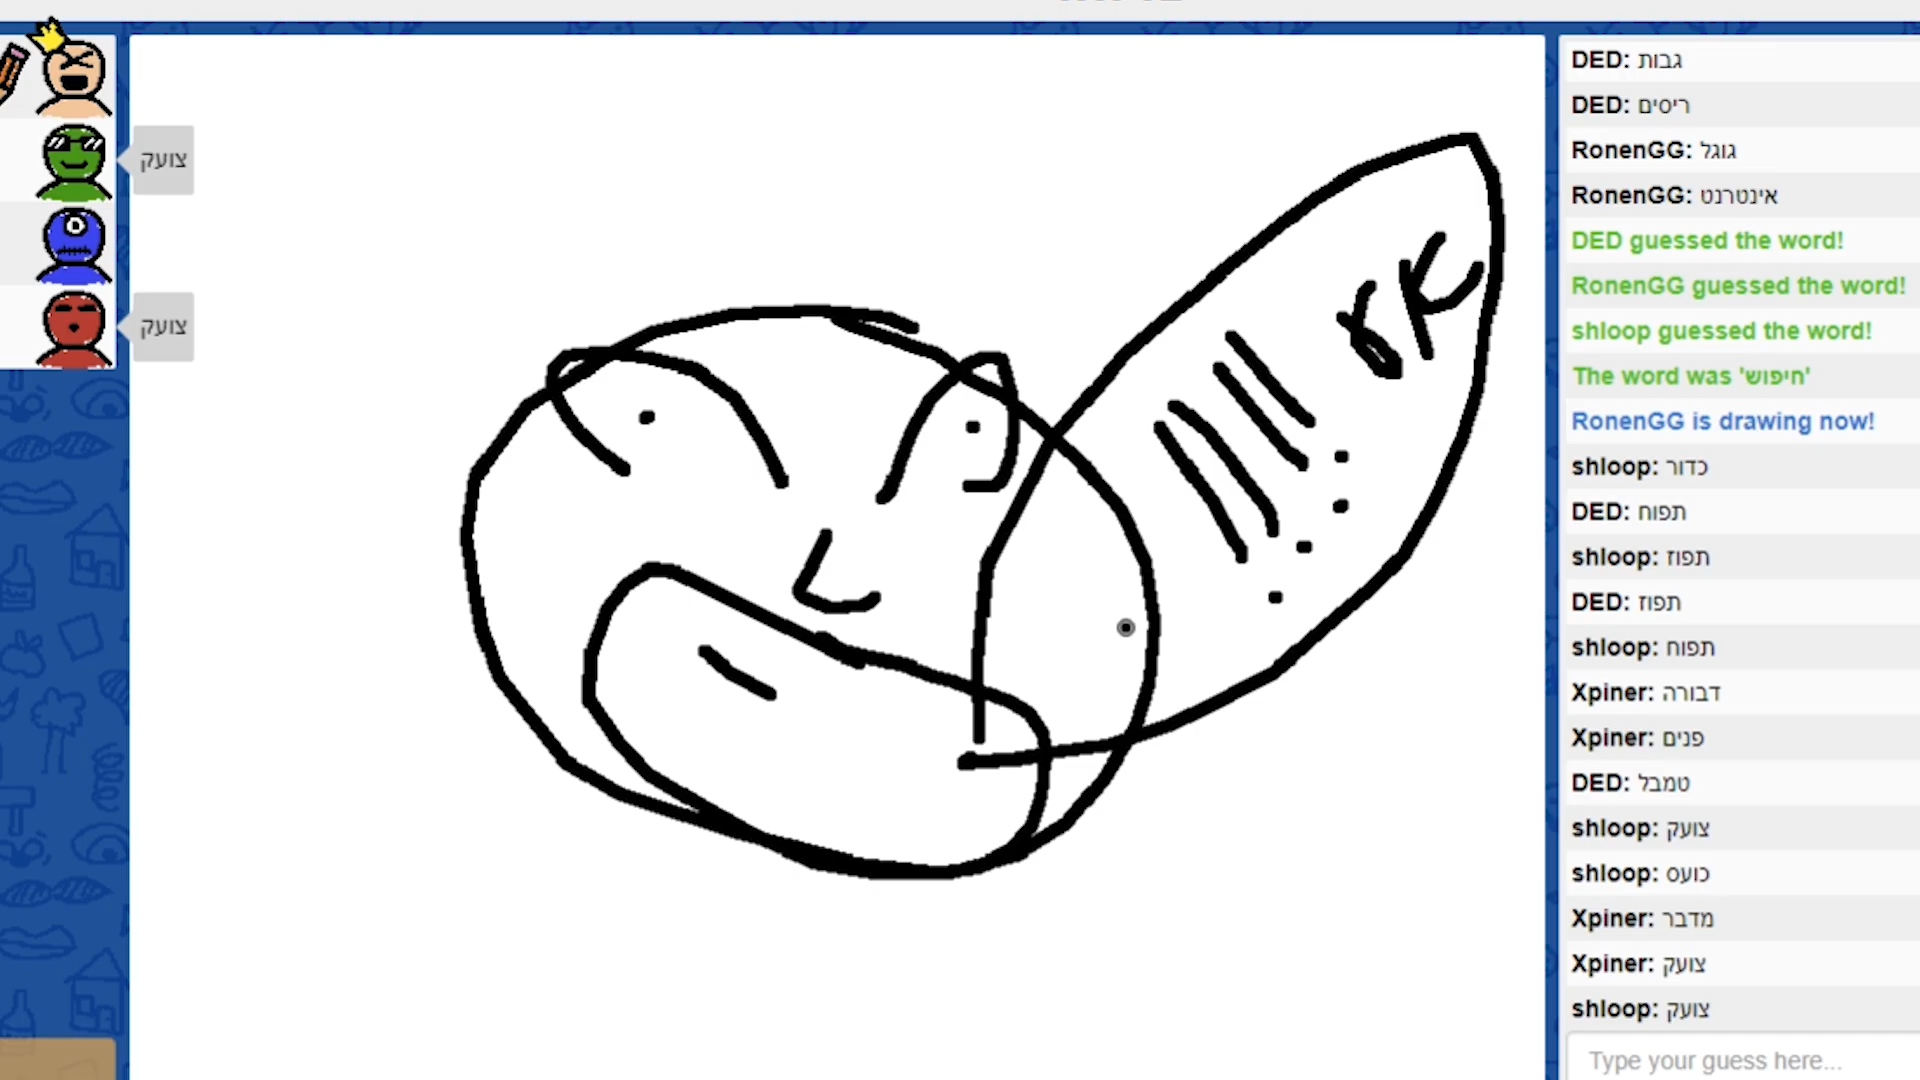 צועק
צועק
DED: גבות
DED: ריסים
RonenGG: גוגל
RonenGG: אינטרנט
DED guessed the word!
RonenGG guessed the word!
shloop guessed the word!
The word was 'חיפוש'
RonenGG is drawing now!
shloop: כדור
DED: תפוח
shloop: תפוז
DED: תפוז
shloop: תפוח
Xpiner: דבורה
Xpiner: פנים
DED: טמבל
shloop: צועק
shloop: כועס
Xpiner: מדבר
Xpiner: צועק
shloop: צועק
Type your guess here...